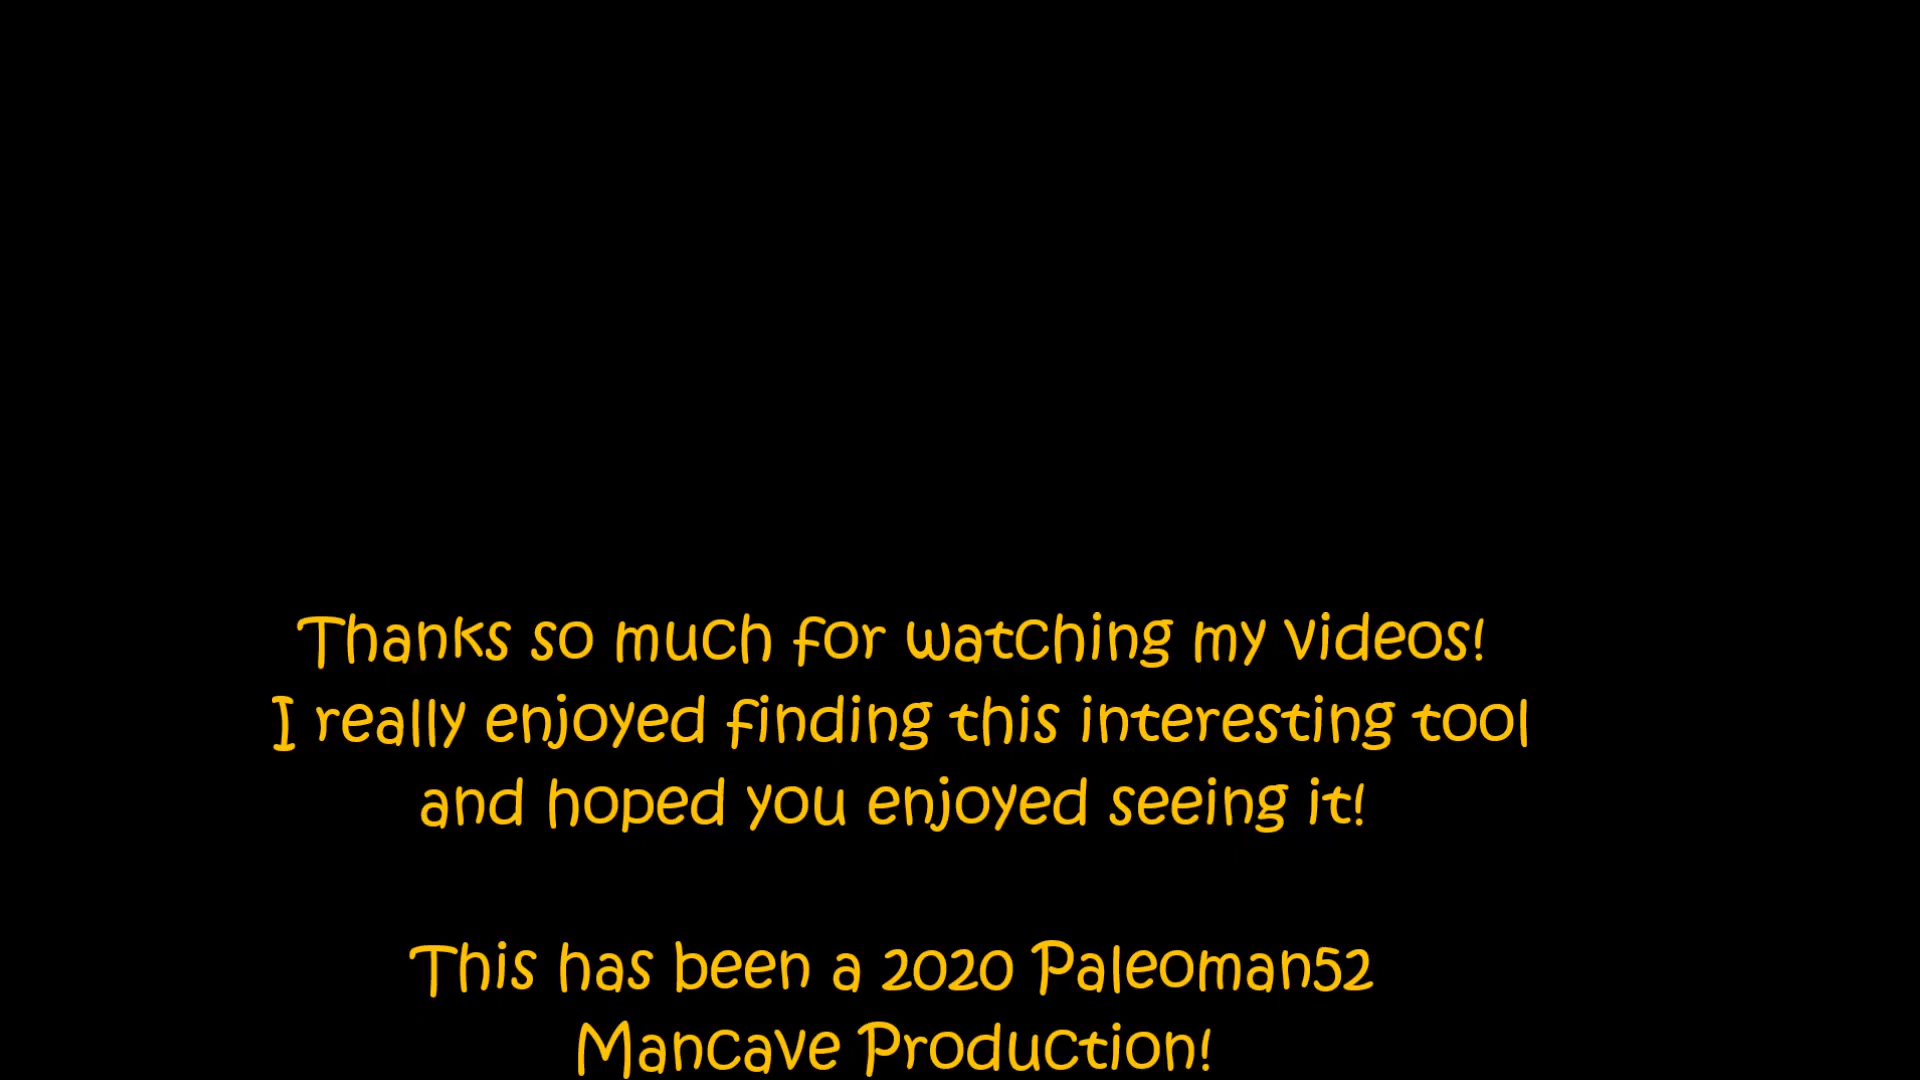 Thanks so much for watching my videos!
I really enjoyed finding this interesting tool
and hoped you enjoyed seeing it!
This has been a 2020 Paleoman52
Mancave Production!